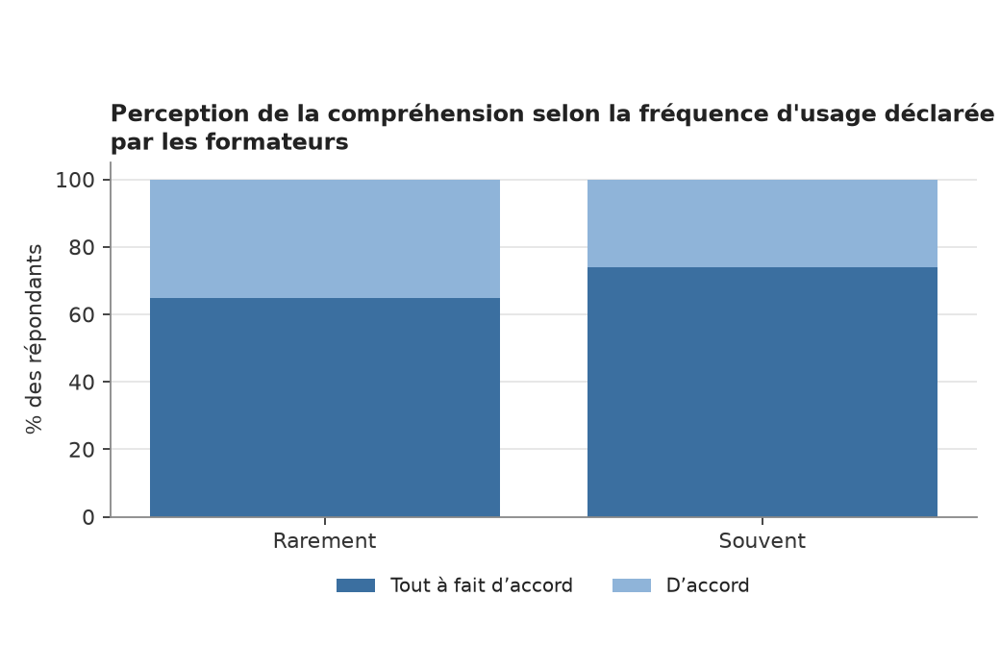 Perception de la compréhension selon la fréquence d'usage déclarée
par les formateurs
% des répondants
100
80
60
40
20
0
Rarement
Souvent
Tout à fait d’accord
D’accord